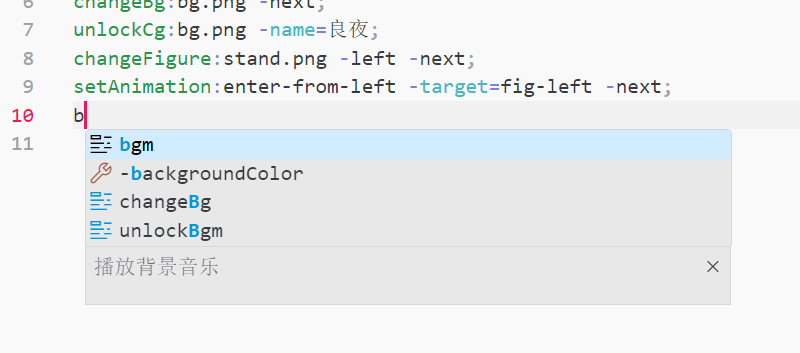 6 changeBg:bg.png -next;
7 unlockCg:bg.png -name=良夜;
8 changeFigure:stand.png -left -next;
9 setAnimation:enter-from-left -target=fig-left -next;
10 b
11
bgm
-backgroundColor
changeBg
unlockBgm
播放背景音乐